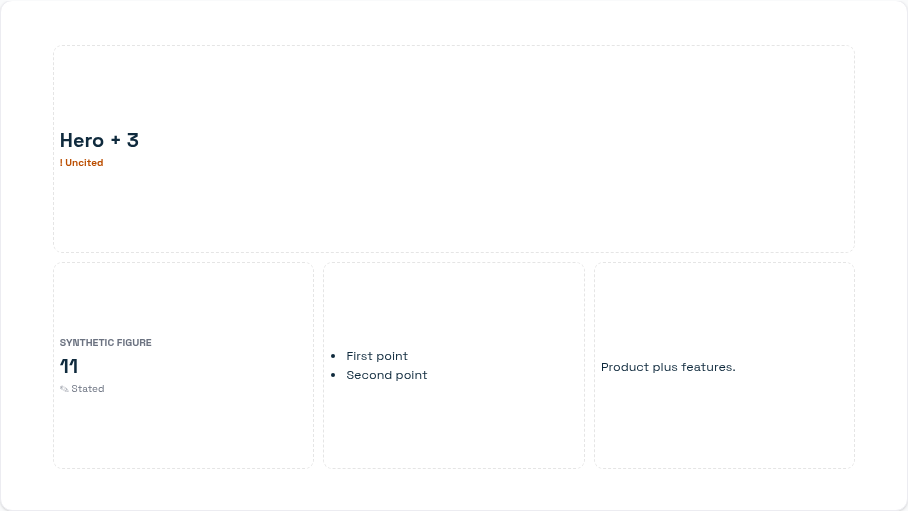 Hero + 3
! Uncited
SYNTHETIC FIGURE
11
✎ Stated
• First point
• Second point
Product plus features.